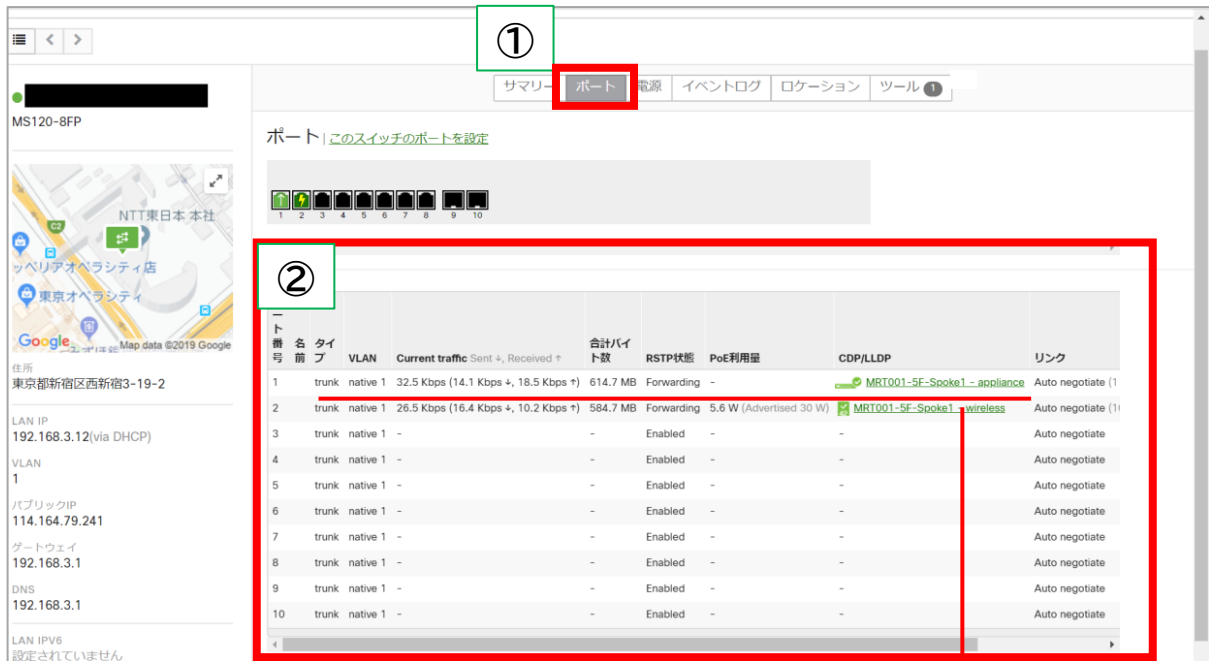 ①
サマリー ポート 電源 イベントログ ロケーション ツール 1
MS120-8FP
ポート | このスイッチのポートを設定
1 2 3 4 5 6 7 8 9 10
NTT東日本 本社
C2
ッペリアオペラシティ店
東京オペラシティ
Google
Map data ©2019 Google
住所
東京都新宿区西新宿3-19-2
LAN IP
192.168.3.12(via DHCP)
VLAN
1
パブリックIP
114.164.79.241
ゲートウェイ
192.168.3.1
DNS
192.168.3.1
LAN IPV6
設定されていません
②
ート番号 名前 タイプ VLAN Current traffic Sent ↓, Received ↑ 合計バイト数 RSTP状態 PoE利用量 CDP/LLDP リンク
1 trunk native 1 32.5 Kbps (14.1 Kbps ↓, 18.5 Kbps ↑) 614.7 MB Forwarding - MRT001-5F-Spoke1 - appliance Auto negotiate (1
2 trunk native 1 26.5 Kbps (16.4 Kbps ↓, 10.2 Kbps ↑) 584.7 MB Forwarding 5.6 W (Advertised 30 W) MRT001-5F-Spoke1 - wireless Auto negotiate (1
3 trunk native 1 - - Enabled - - Auto negotiate
4 trunk native 1 - - Enabled - - Auto negotiate
5 trunk native 1 - - Enabled - - Auto negotiate
6 trunk native 1 - - Enabled - - Auto negotiate
7 trunk native 1 - - Enabled - - Auto negotiate
8 trunk native 1 - - Enabled - - Auto negotiate
9 trunk native 1 - - Enabled - - Auto negotiate
10 trunk native 1 - - Enabled - - Auto negotiate